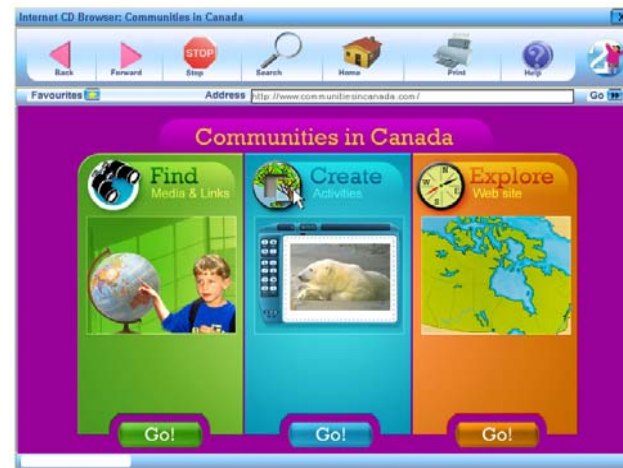 Internet CD Browser: Communities in Canada
X
STOP
Back Forward Stop Search Home Print Help
Favourites Address http://www.communitiesincanada.com/ Go
Communities in Canada
Find
Media & Links
Create
Activities
Explore
Web site
N
E
S
W
Go! Go! Go!